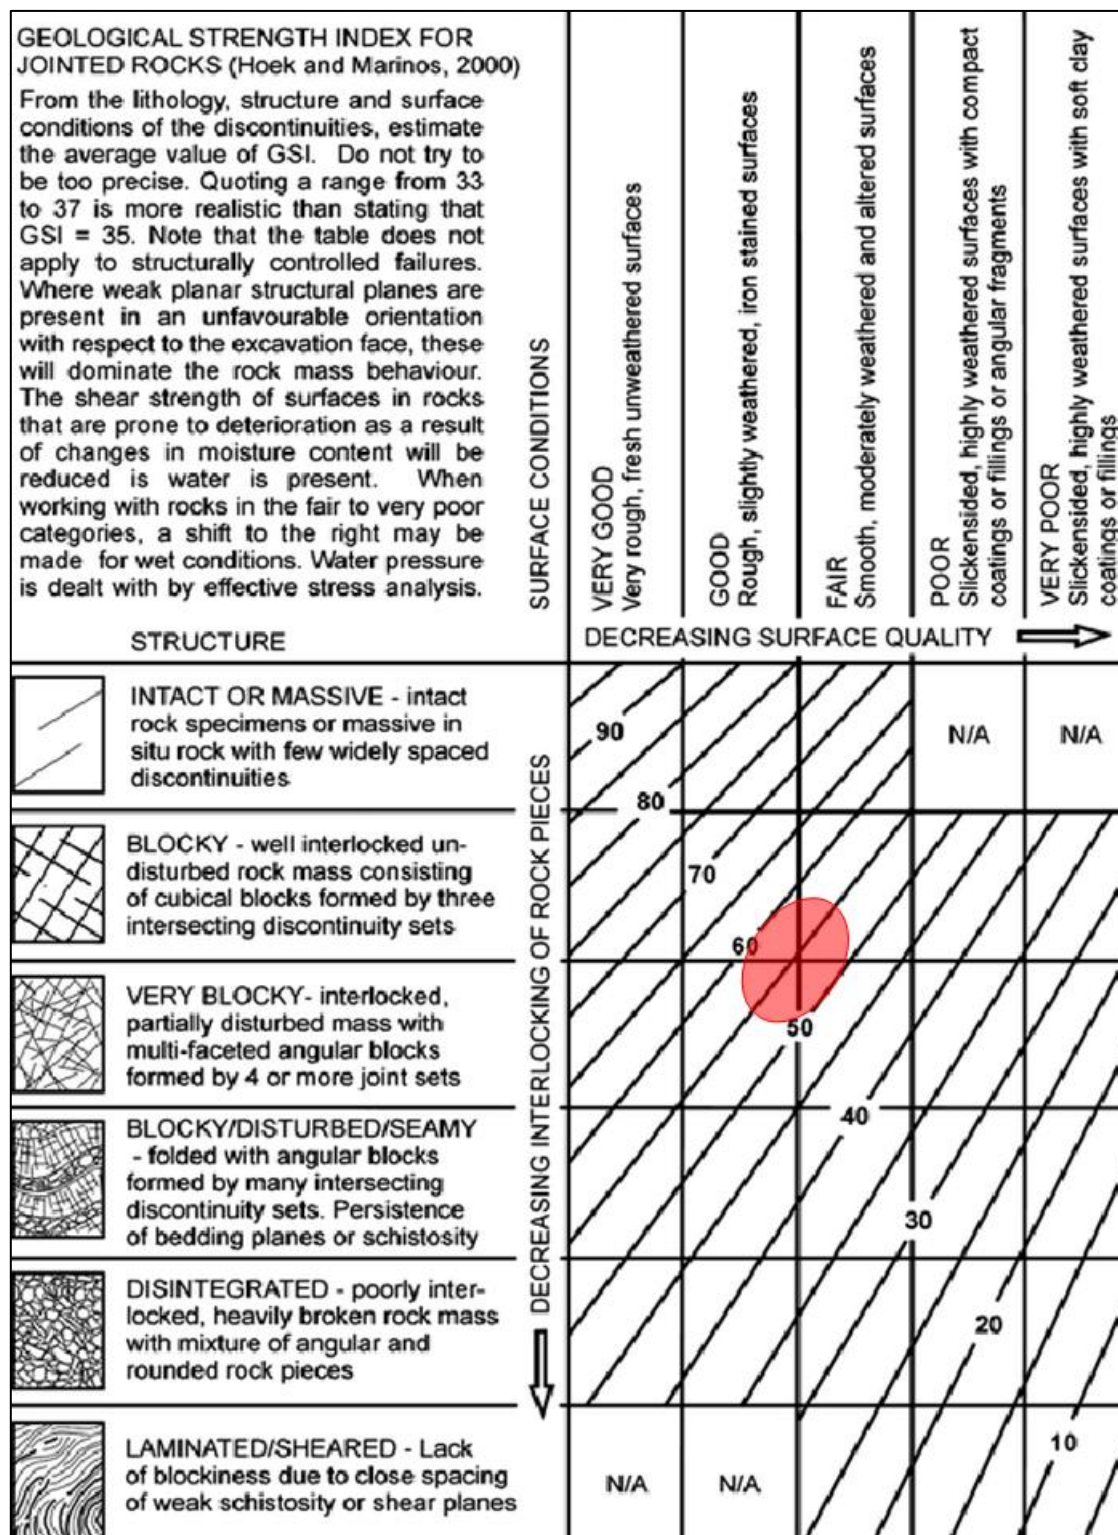 GEOLOGICAL STRENGTH INDEX FOR
JOINTED ROCKS (Hoek and Marinos, 2000)
From the lithology, structure and surface
conditions of the discontinuities, estimate
the average value of GSI. Do not try to
be too precise. Quoting a range from 33
to 37 is more realistic than stating that
GSI = 35. Note that the table does not
apply to structurally controlled failures.
Where weak planar structural planes are
present in an unfavourable orientation
with respect to the excavation face, these
will dominate the rock mass behaviour.
The shear strength of surfaces in rocks
that are prone to deterioration as a result
of changes in moisture content will be
reduced is water is present. When
working with rocks in the fair to very poor
categories, a shift to the right may be
made for wet conditions. Water pressure
is dealt with by effective stress analysis.
SURFACE CONDITIONS
VERY GOOD
Very rough, fresh unweathered surfaces
GOOD
Rough, slightly weathered, iron stained surfaces
FAIR
Smooth, moderately weathered and altered surfaces
POOR
Slickensided, highly weathered surfaces with compact
coatings or fillings or angular fragments
VERY POOR
Slickensided, highly weathered surfaces with soft clay
coatings or fillings
STRUCTURE
DECREASING SURFACE QUALITY
DECREASING INTERLOCKING OF ROCK PIECES
INTACT OR MASSIVE - intact
rock specimens or massive in
situ rock with few widely spaced
discontinuities
90
N/A
N/A
80
BLOCKY - well interlocked un-
disturbed rock mass consisting
of cubical blocks formed by three
intersecting discontinuity sets
70
60
VERY BLOCKY- interlocked,
partially disturbed mass with
multi-faceted angular blocks
formed by 4 or more joint sets
50
BLOCKY/DISTURBED/SEAMY
- folded with angular blocks
formed by many intersecting
discontinuity sets. Persistence
of bedding planes or schistosity
40
30
DISINTEGRATED - poorly inter-
locked, heavily broken rock mass
with mixture of angular and
rounded rock pieces
20
LAMINATED/SHEARED - Lack
of blockiness due to close spacing
of weak schistosity or shear planes
N/A
N/A
10